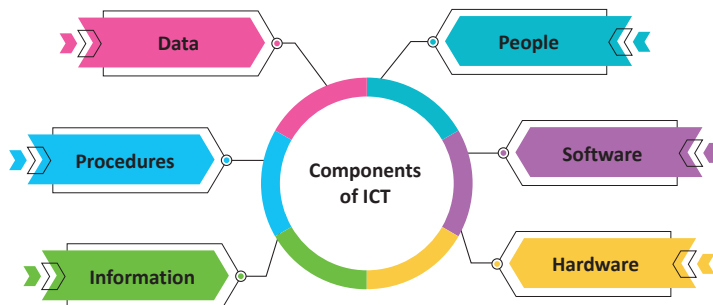 Data
People
Procedures
Components
of ICT
Software
Information
Hardware